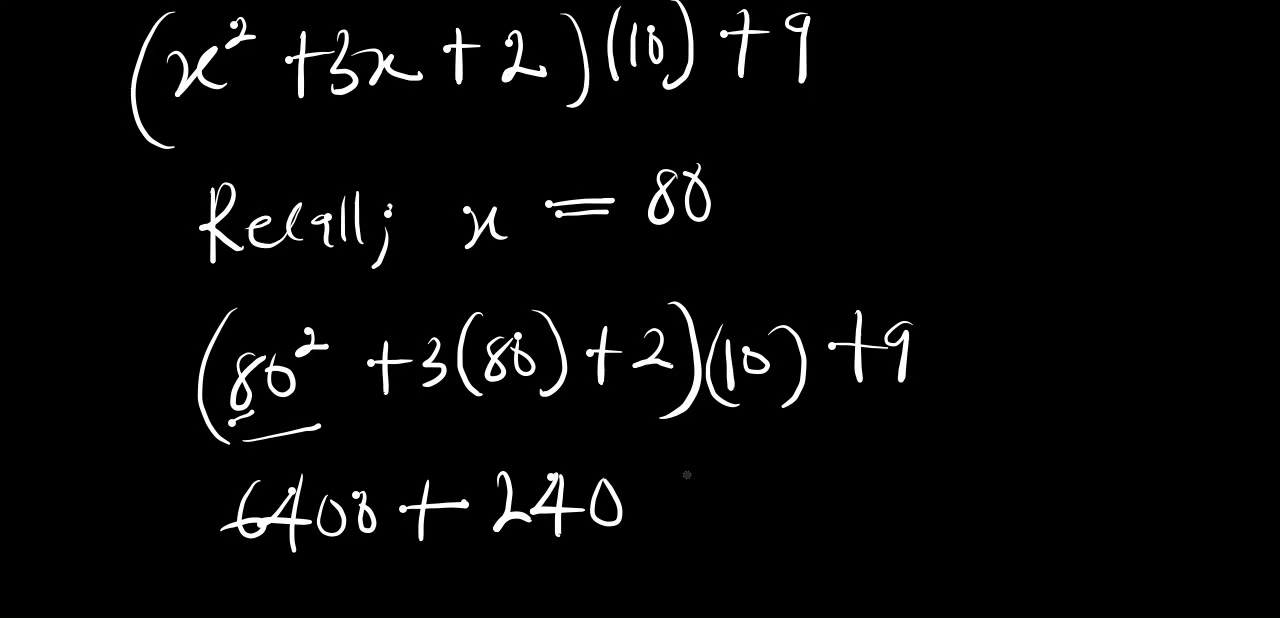 (x² +3x + 2)(10) + 9
Recall; x = 80
(80² +3(80) + 2)(10) + 9
6400 + 240